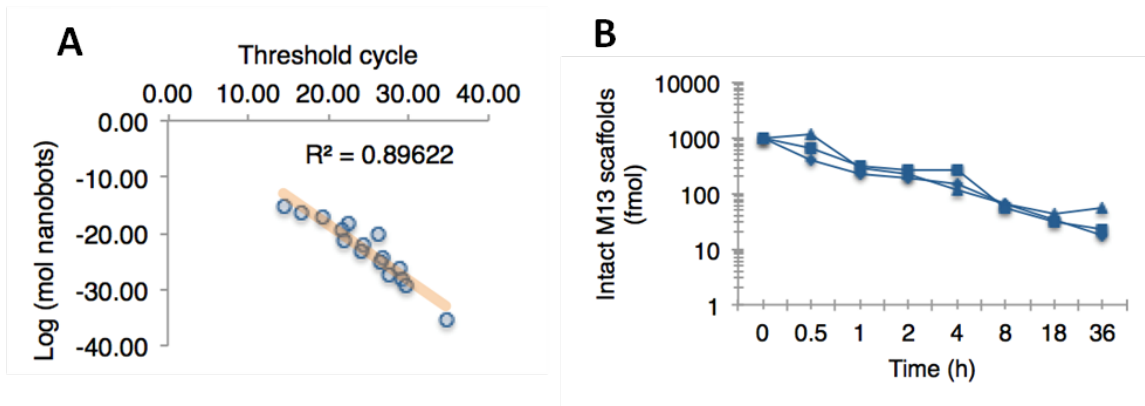 A
Threshold cycle
0.00 10.00 20.00 30.00 40.00
0.00
R² = 0.89622
-10.00
-20.00
-30.00
-40.00
Log (mol nanobots)
B
10000
1000
100
10
1
Intact M13 scaffolds
(fmol)
0 0.5 1 2 4 8 18 36
Time (h)